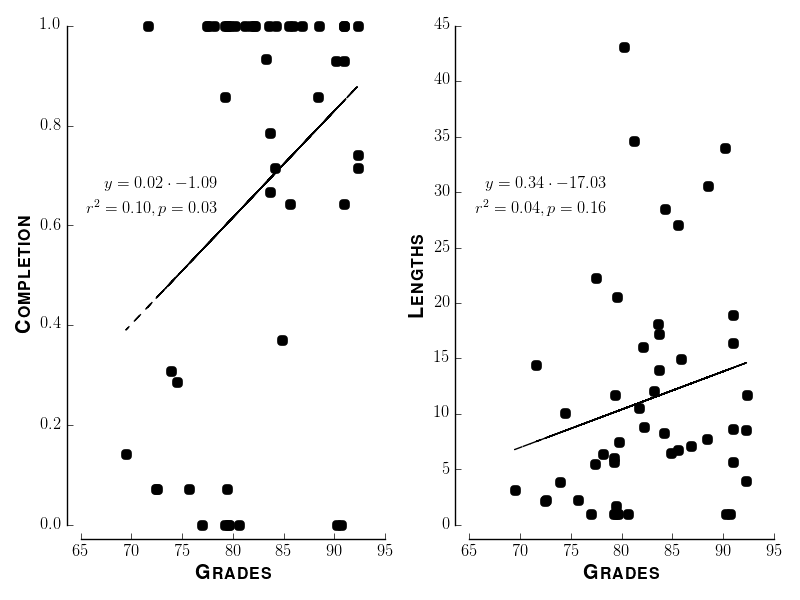 1.0
0.8
0.6
0.4
0.2
0.0
COMPLETION
y = 0.02 · −1.09
r² = 0.10, p = 0.03
65 70 75 80 85 90 95
GRADES
45
40
35
30
25
20
15
10
5
0
LENGTHS
y = 0.34 · −17.03
r² = 0.04, p = 0.16
65 70 75 80 85 90 95
GRADES